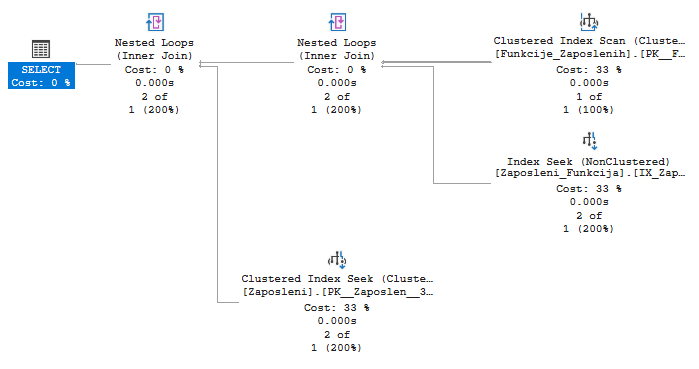 SELECT
Cost: 0 %
Nested Loops
(Inner Join)
Cost: 0 %
0.000s
2 of
1 (200%)
Nested Loops
(Inner Join)
Cost: 0 %
0.000s
2 of
1 (200%)
Clustered Index Scan (Cluste…
[Funkcije_Zaposlenih].[PK__F…
Cost: 33 %
0.000s
1 of
1 (100%)
Index Seek (NonClustered)
[Zaposleni_Funkcija].[IX_Zap…
Cost: 33 %
0.000s
2 of
1 (200%)
Clustered Index Seek (Cluste…
[Zaposleni].[PK__Zaposlen__3…
Cost: 33 %
0.000s
2 of
1 (200%)